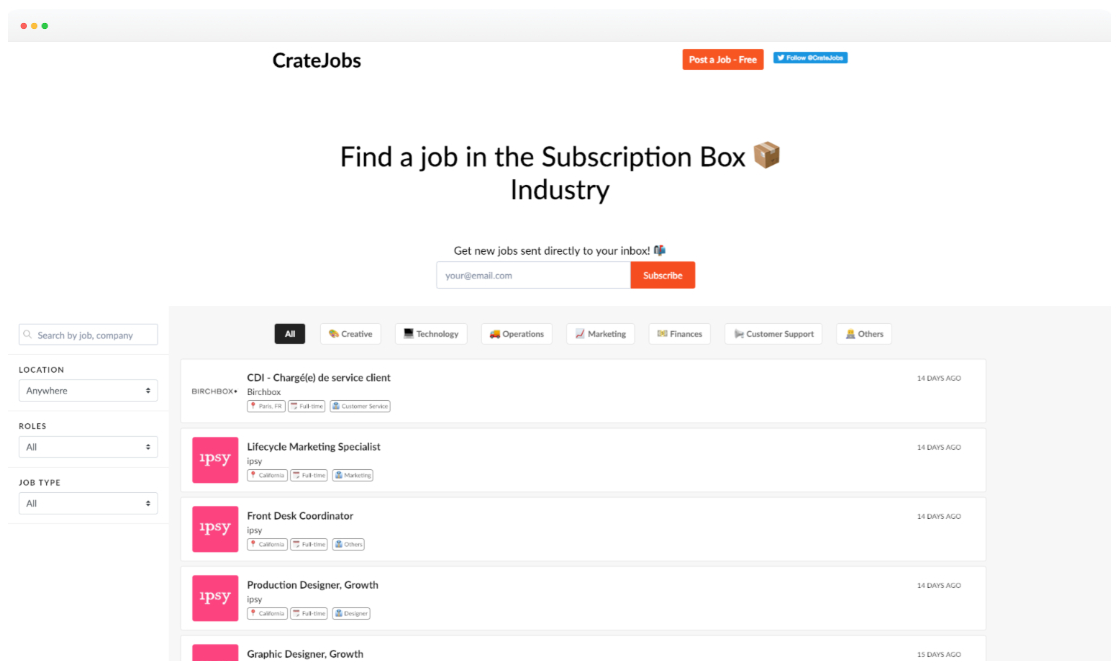 CrateJobs
Post a Job - Free
Follow @CrateJobs
Find a job in the Subscription Box
Industry
Get new jobs sent directly to your inbox!
your@email.com
Subscribe
Search by job, company
LOCATION
Anywhere
ROLES
All
JOB TYPE
All
All
Creative
Technology
Operations
Marketing
Finances
Customer Support
Others
BIRCHBOX
CDI - Chargé(e) de service client
14 DAYS AGO
Birchbox
Paris, FR
Full-time
Customer Service
ipsy
Lifecycle Marketing Specialist
14 DAYS AGO
ipsy
California
Full-time
Marketing
ipsy
Front Desk Coordinator
14 DAYS AGO
ipsy
California
Full-time
Others
ipsy
Production Designer, Growth
14 DAYS AGO
ipsy
California
Full-time
Designer
Graphic Designer, Growth
15 DAYS AGO